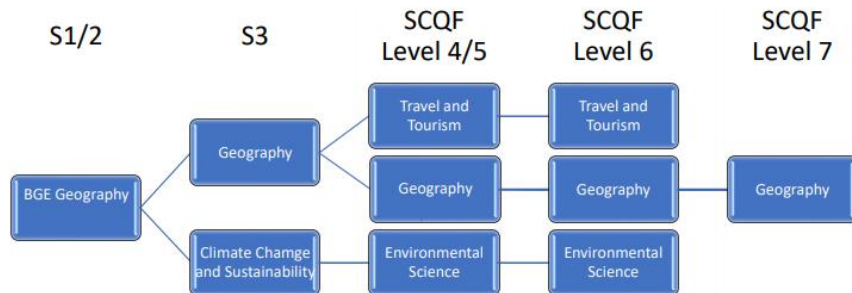 S1/2
S3
SCQF
Level 4/5
SCQF
Level 6
SCQF
Level 7
BGE Geography
Geography
Climate Chamge
and Sustainability
Travel and
Tourism
Geography
Environmental
Science
Travel and
Tourism
Geography
Environmental
Science
Geography